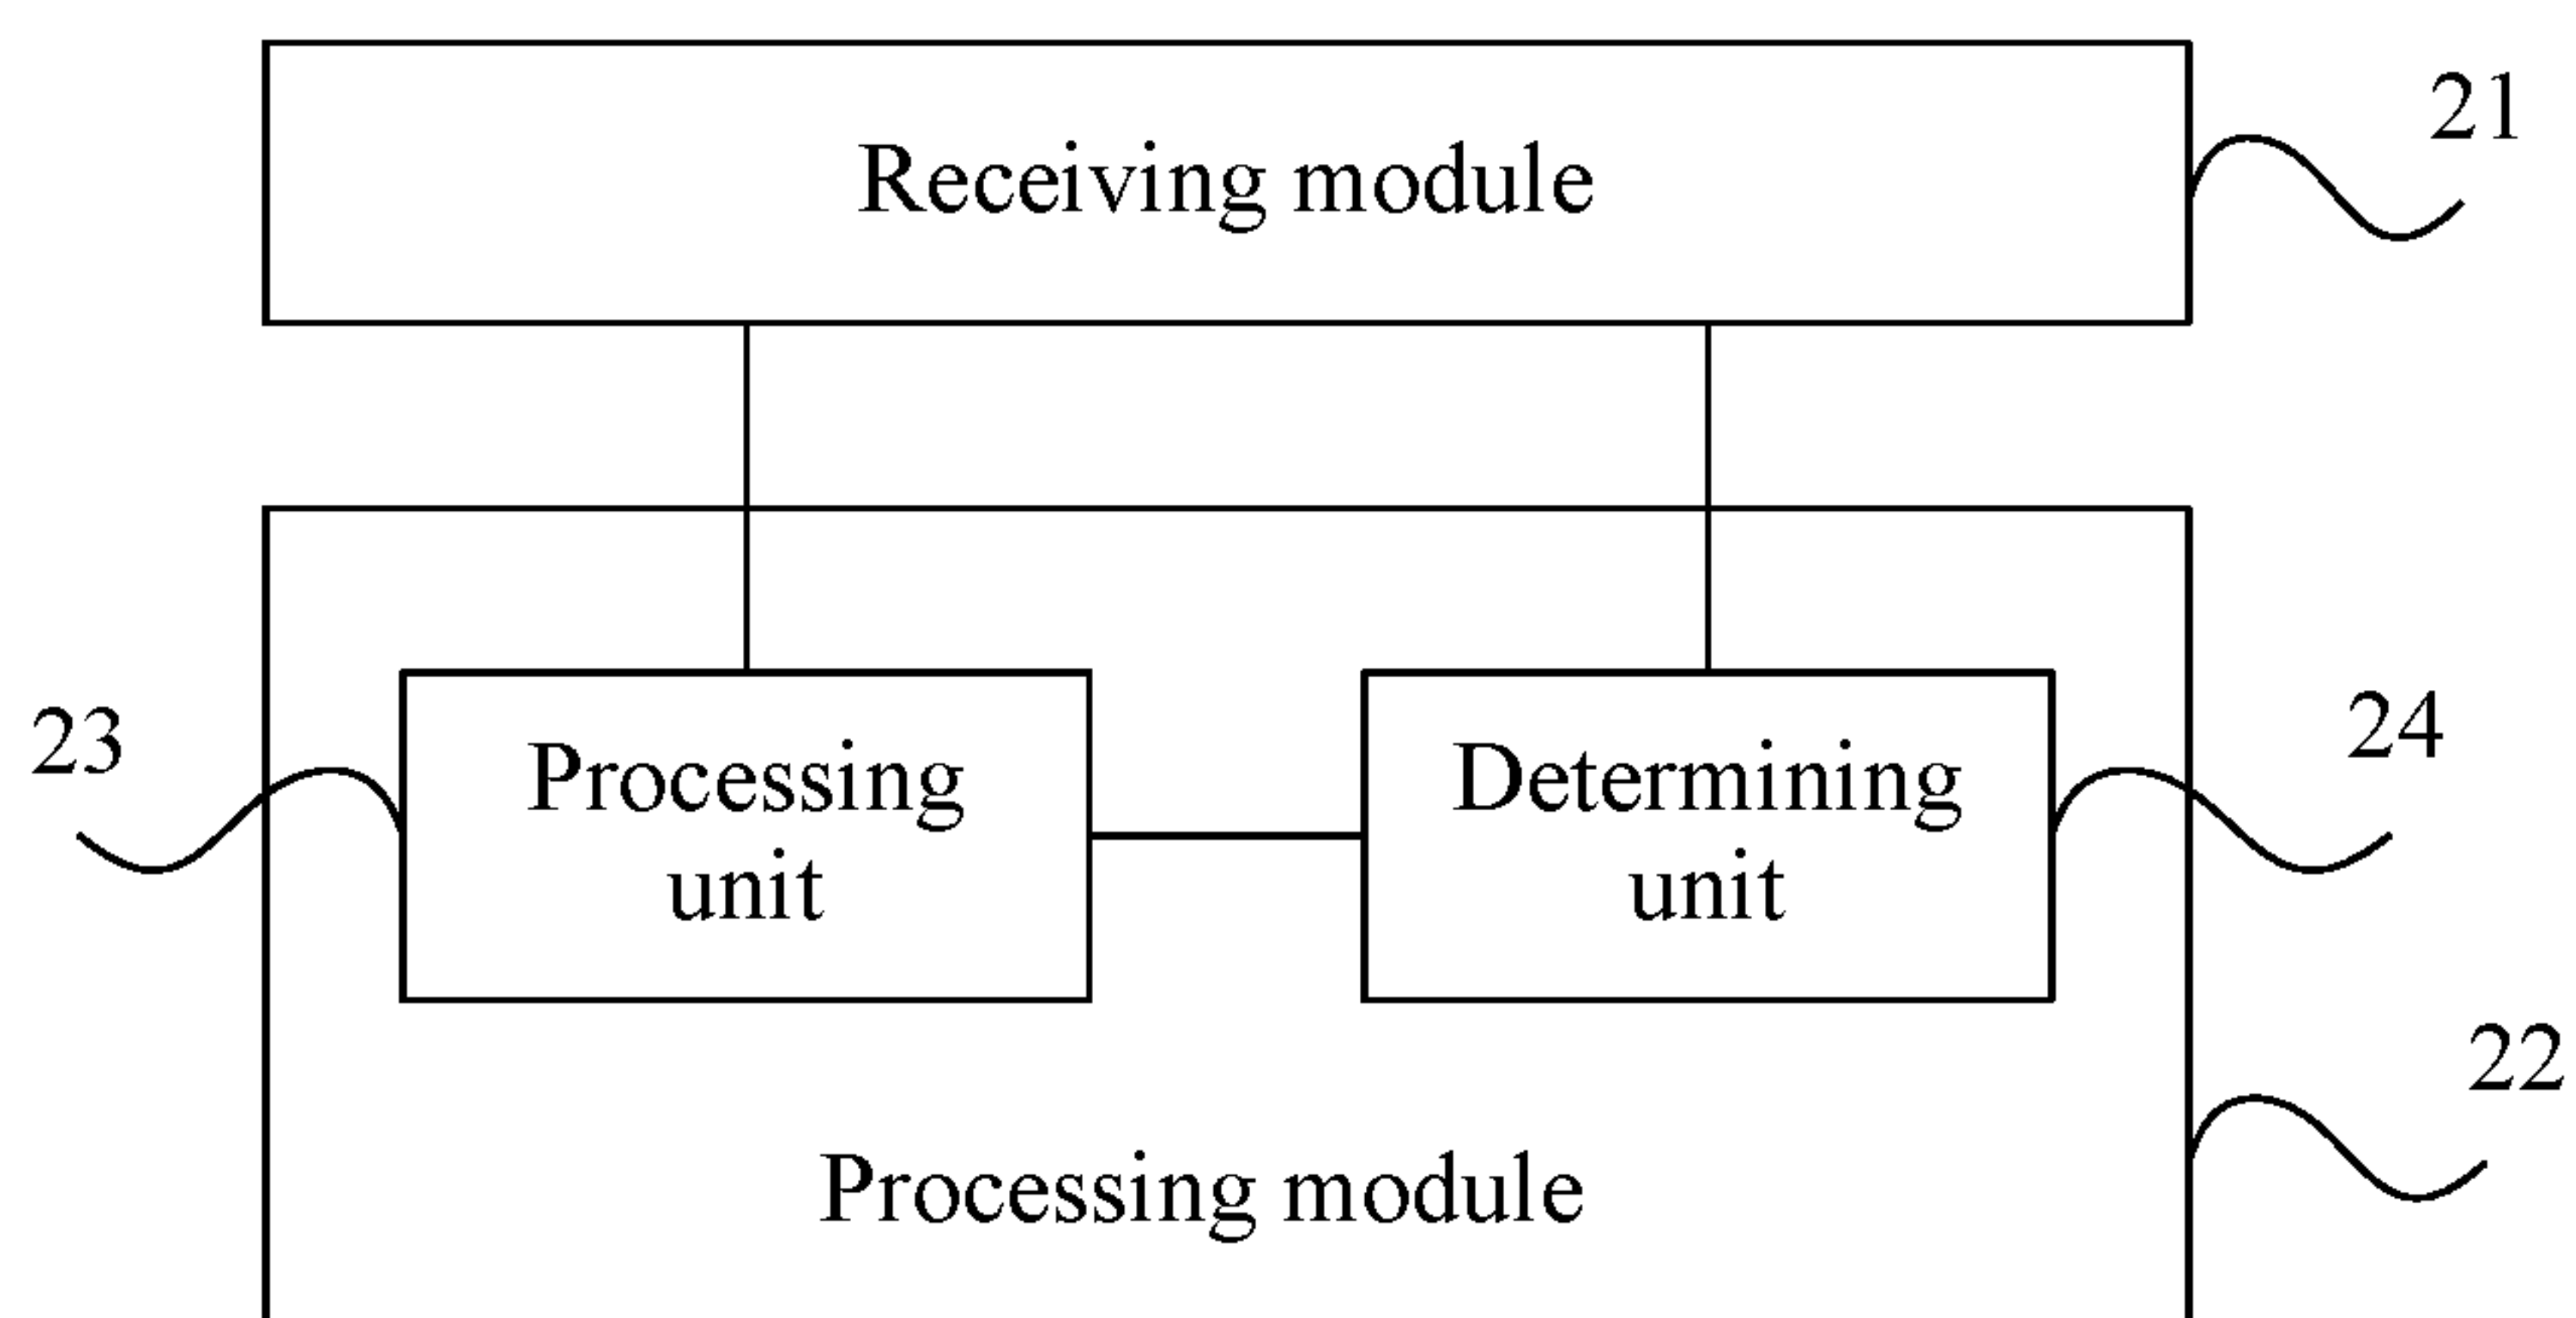 21
Receiving module
23
Processing
unit
Determining
unit
24
22
Processing module